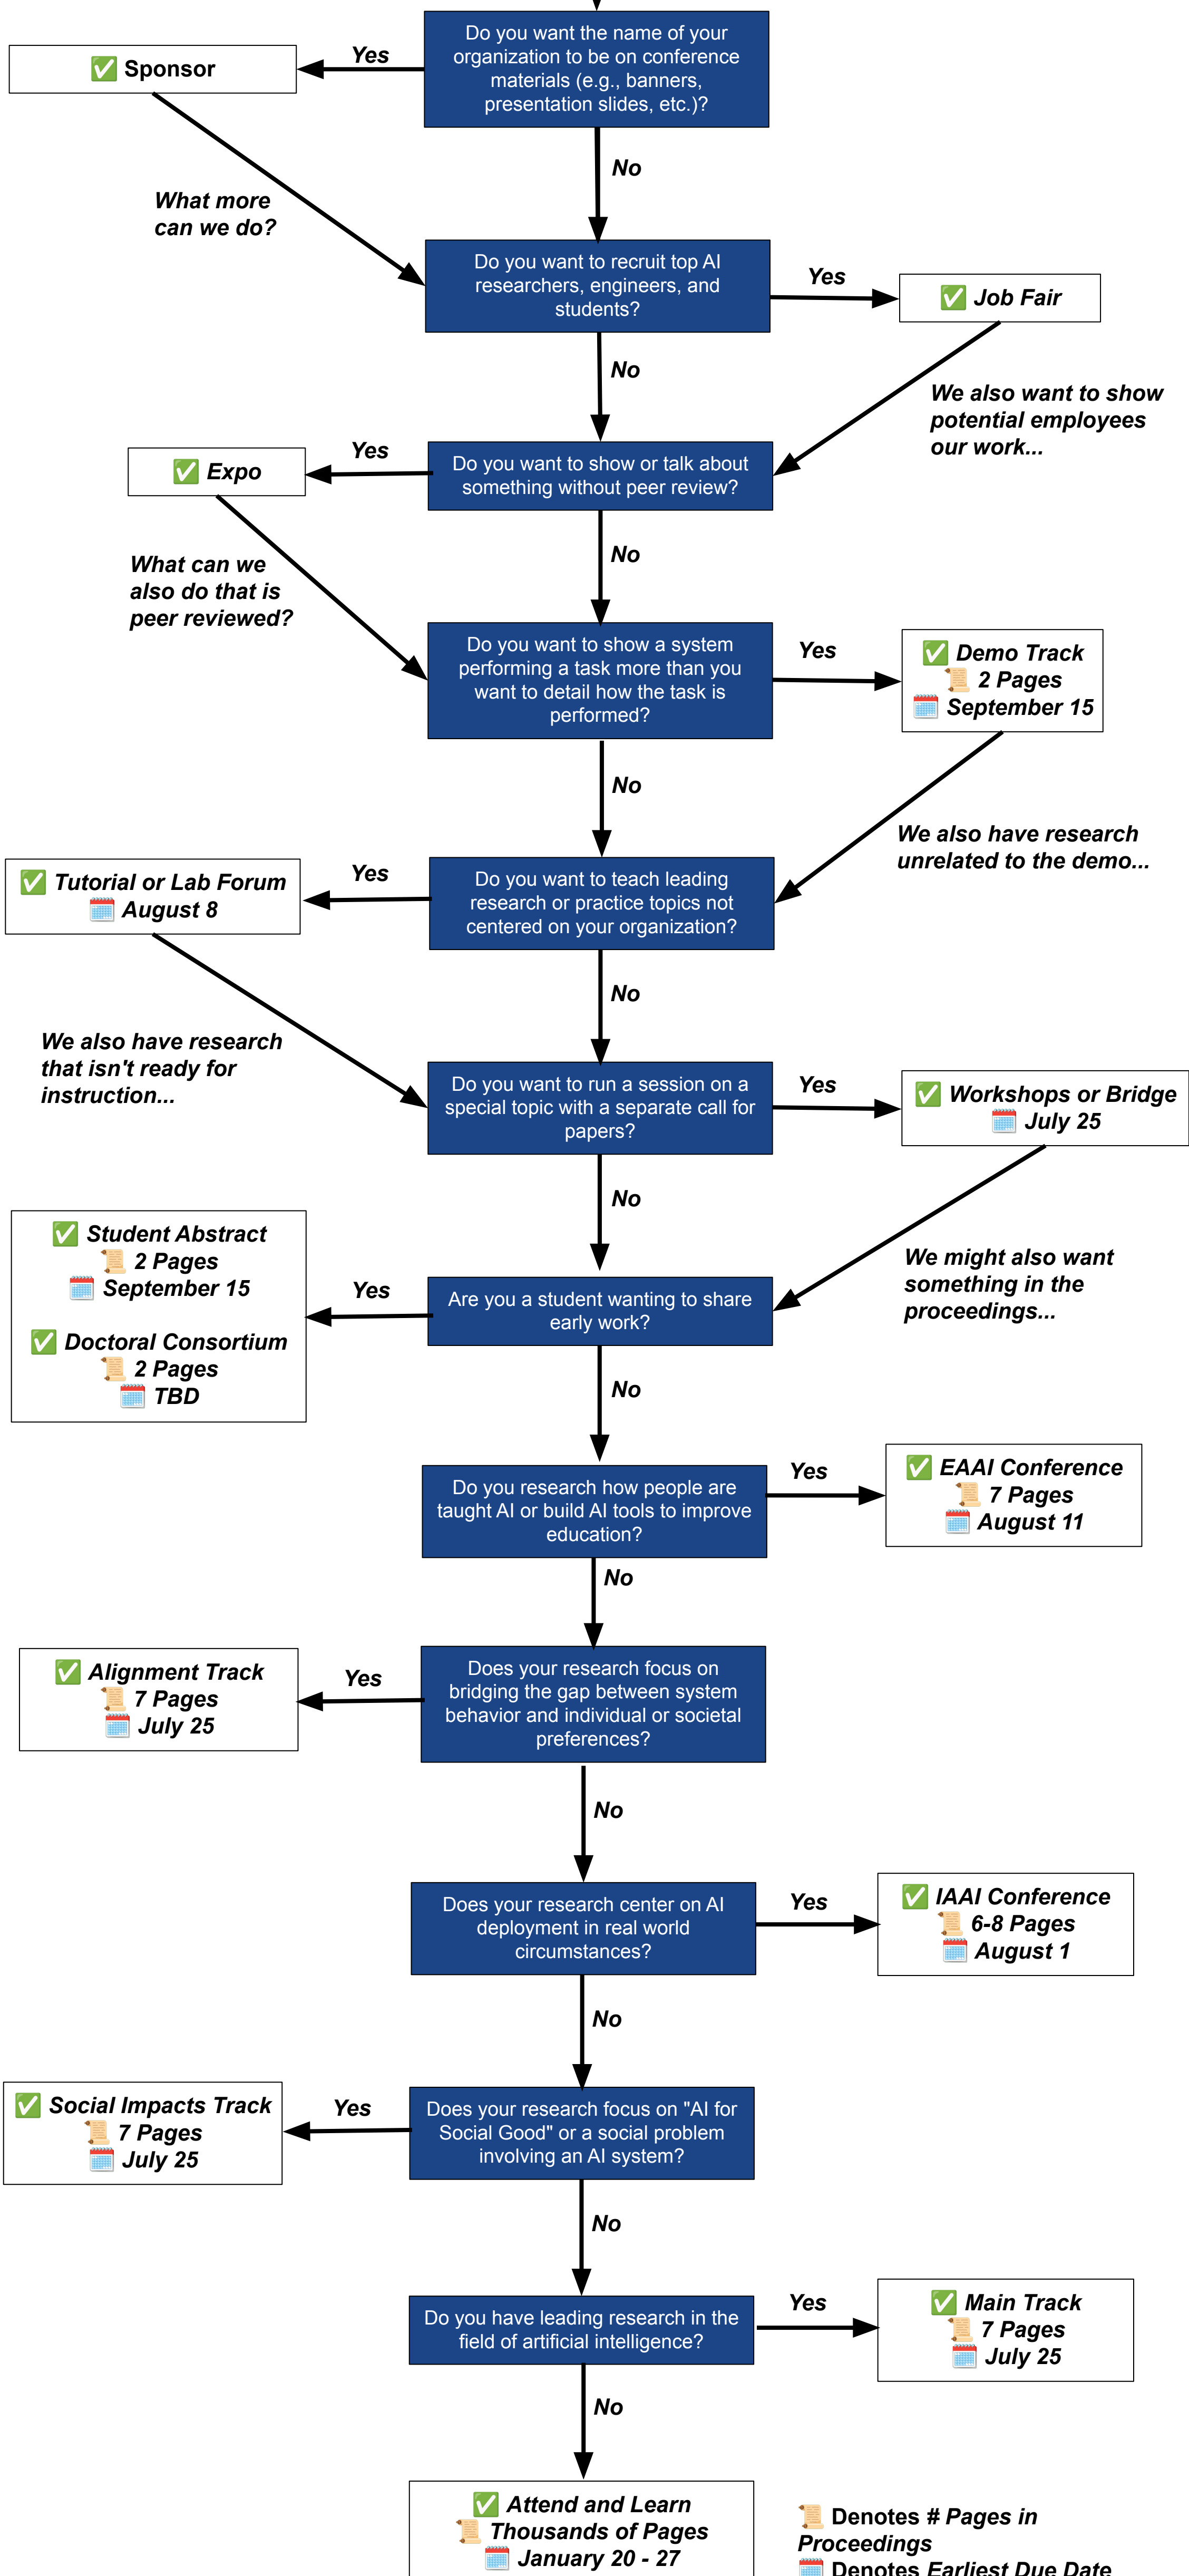 Do you want the name of your
organization to be on conference
materials (e.g., banners,
presentation slides, etc.)?
Yes
✅ Sponsor
No
What more
can we do?
Do you want to recruit top AI
researchers, engineers, and
students?
Yes
✅ Job Fair
No
We also want to show
potential employees
our work...
Do you want to show or talk about
something without peer review?
Yes
✅ Expo
No
What can we
also do that is
peer reviewed?
Do you want to show a system
performing a task more than you
want to detail how the task is
performed?
Yes
✅ Demo Track
📜 2 Pages
🗓️ September 15
No
We also have research
unrelated to the demo...
Do you want to teach leading
research or practice topics not
centered on your organization?
Yes
✅ Tutorial or Lab Forum
🗓️ August 8
No
We also have research
that isn't ready for
instruction...
Do you want to run a session on a
special topic with a separate call for
papers?
Yes
✅ Workshops or Bridge
🗓️ July 25
No
We might also want
something in the
proceedings...
Are you a student wanting to share
early work?
Yes
✅ Student Abstract
📜 2 Pages
🗓️ September 15
✅ Doctoral Consortium
📜 2 Pages
🗓️ TBD
No
Do you research how people are
taught AI or build AI tools to improve
education?
Yes
✅ EAAI Conference
📜 7 Pages
🗓️ August 11
No
Does your research focus on
bridging the gap between system
behavior and individual or societal
preferences?
Yes
✅ Alignment Track
📜 7 Pages
🗓️ July 25
No
Does your research center on AI
deployment in real world
circumstances?
Yes
✅ IAAI Conference
📜 6-8 Pages
🗓️ August 1
No
Does your research focus on "AI for
Social Good" or a social problem
involving an AI system?
Yes
✅ Social Impacts Track
📜 7 Pages
🗓️ July 25
No
Do you have leading research in the
field of artificial intelligence?
Yes
✅ Main Track
📜 7 Pages
🗓️ July 25
No
✅ Attend and Learn
📜 Thousands of Pages
🗓️ January 20 - 27
📜 Denotes # Pages in
Proceedings
🗓️ Denotes Earliest Due Date